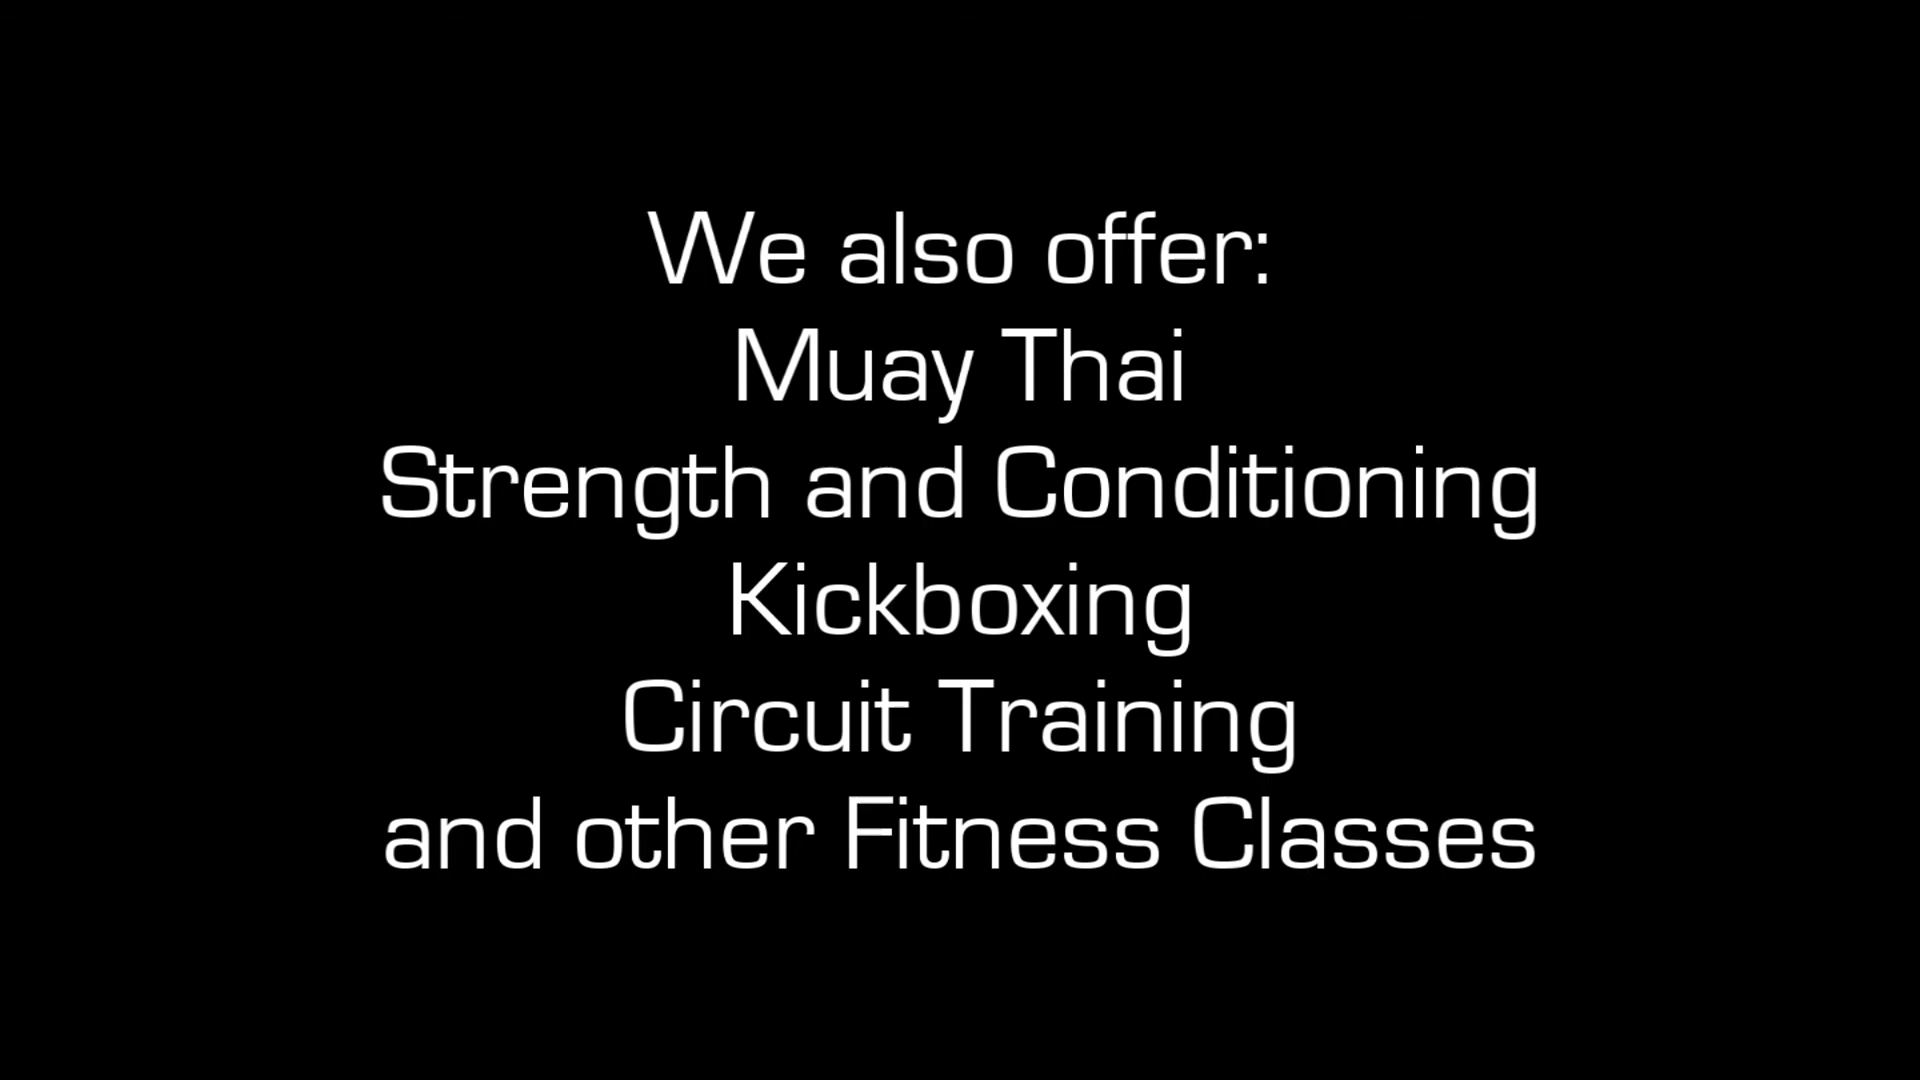 We also offer:
Muay Thai
Strength and Conditioning
Kickboxing
Circuit Training
and other Fitness Classes